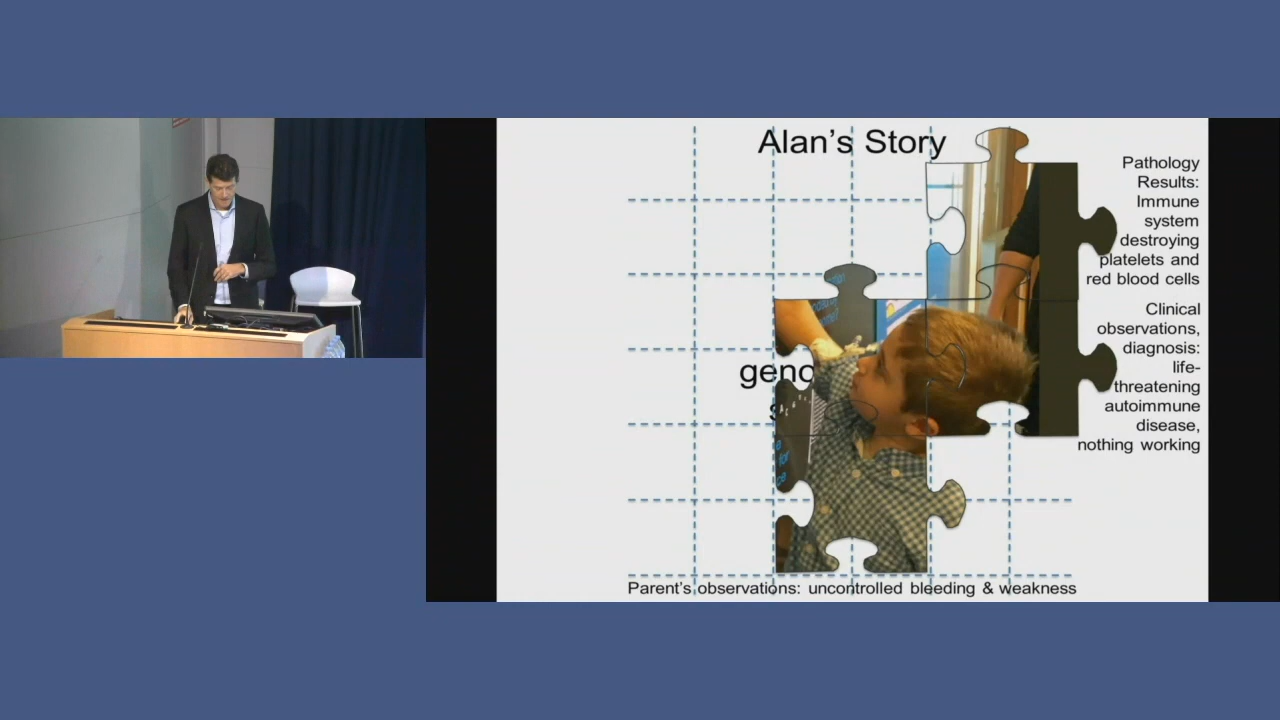 Alan's Story
Pathology
Results:
Immune
system
destroying
platelets and
red blood cells
Clinical
observations,
diagnosis:
life-
threatening
autoimmune
disease,
nothing working
Parent's observations: uncontrolled bleeding & weakness